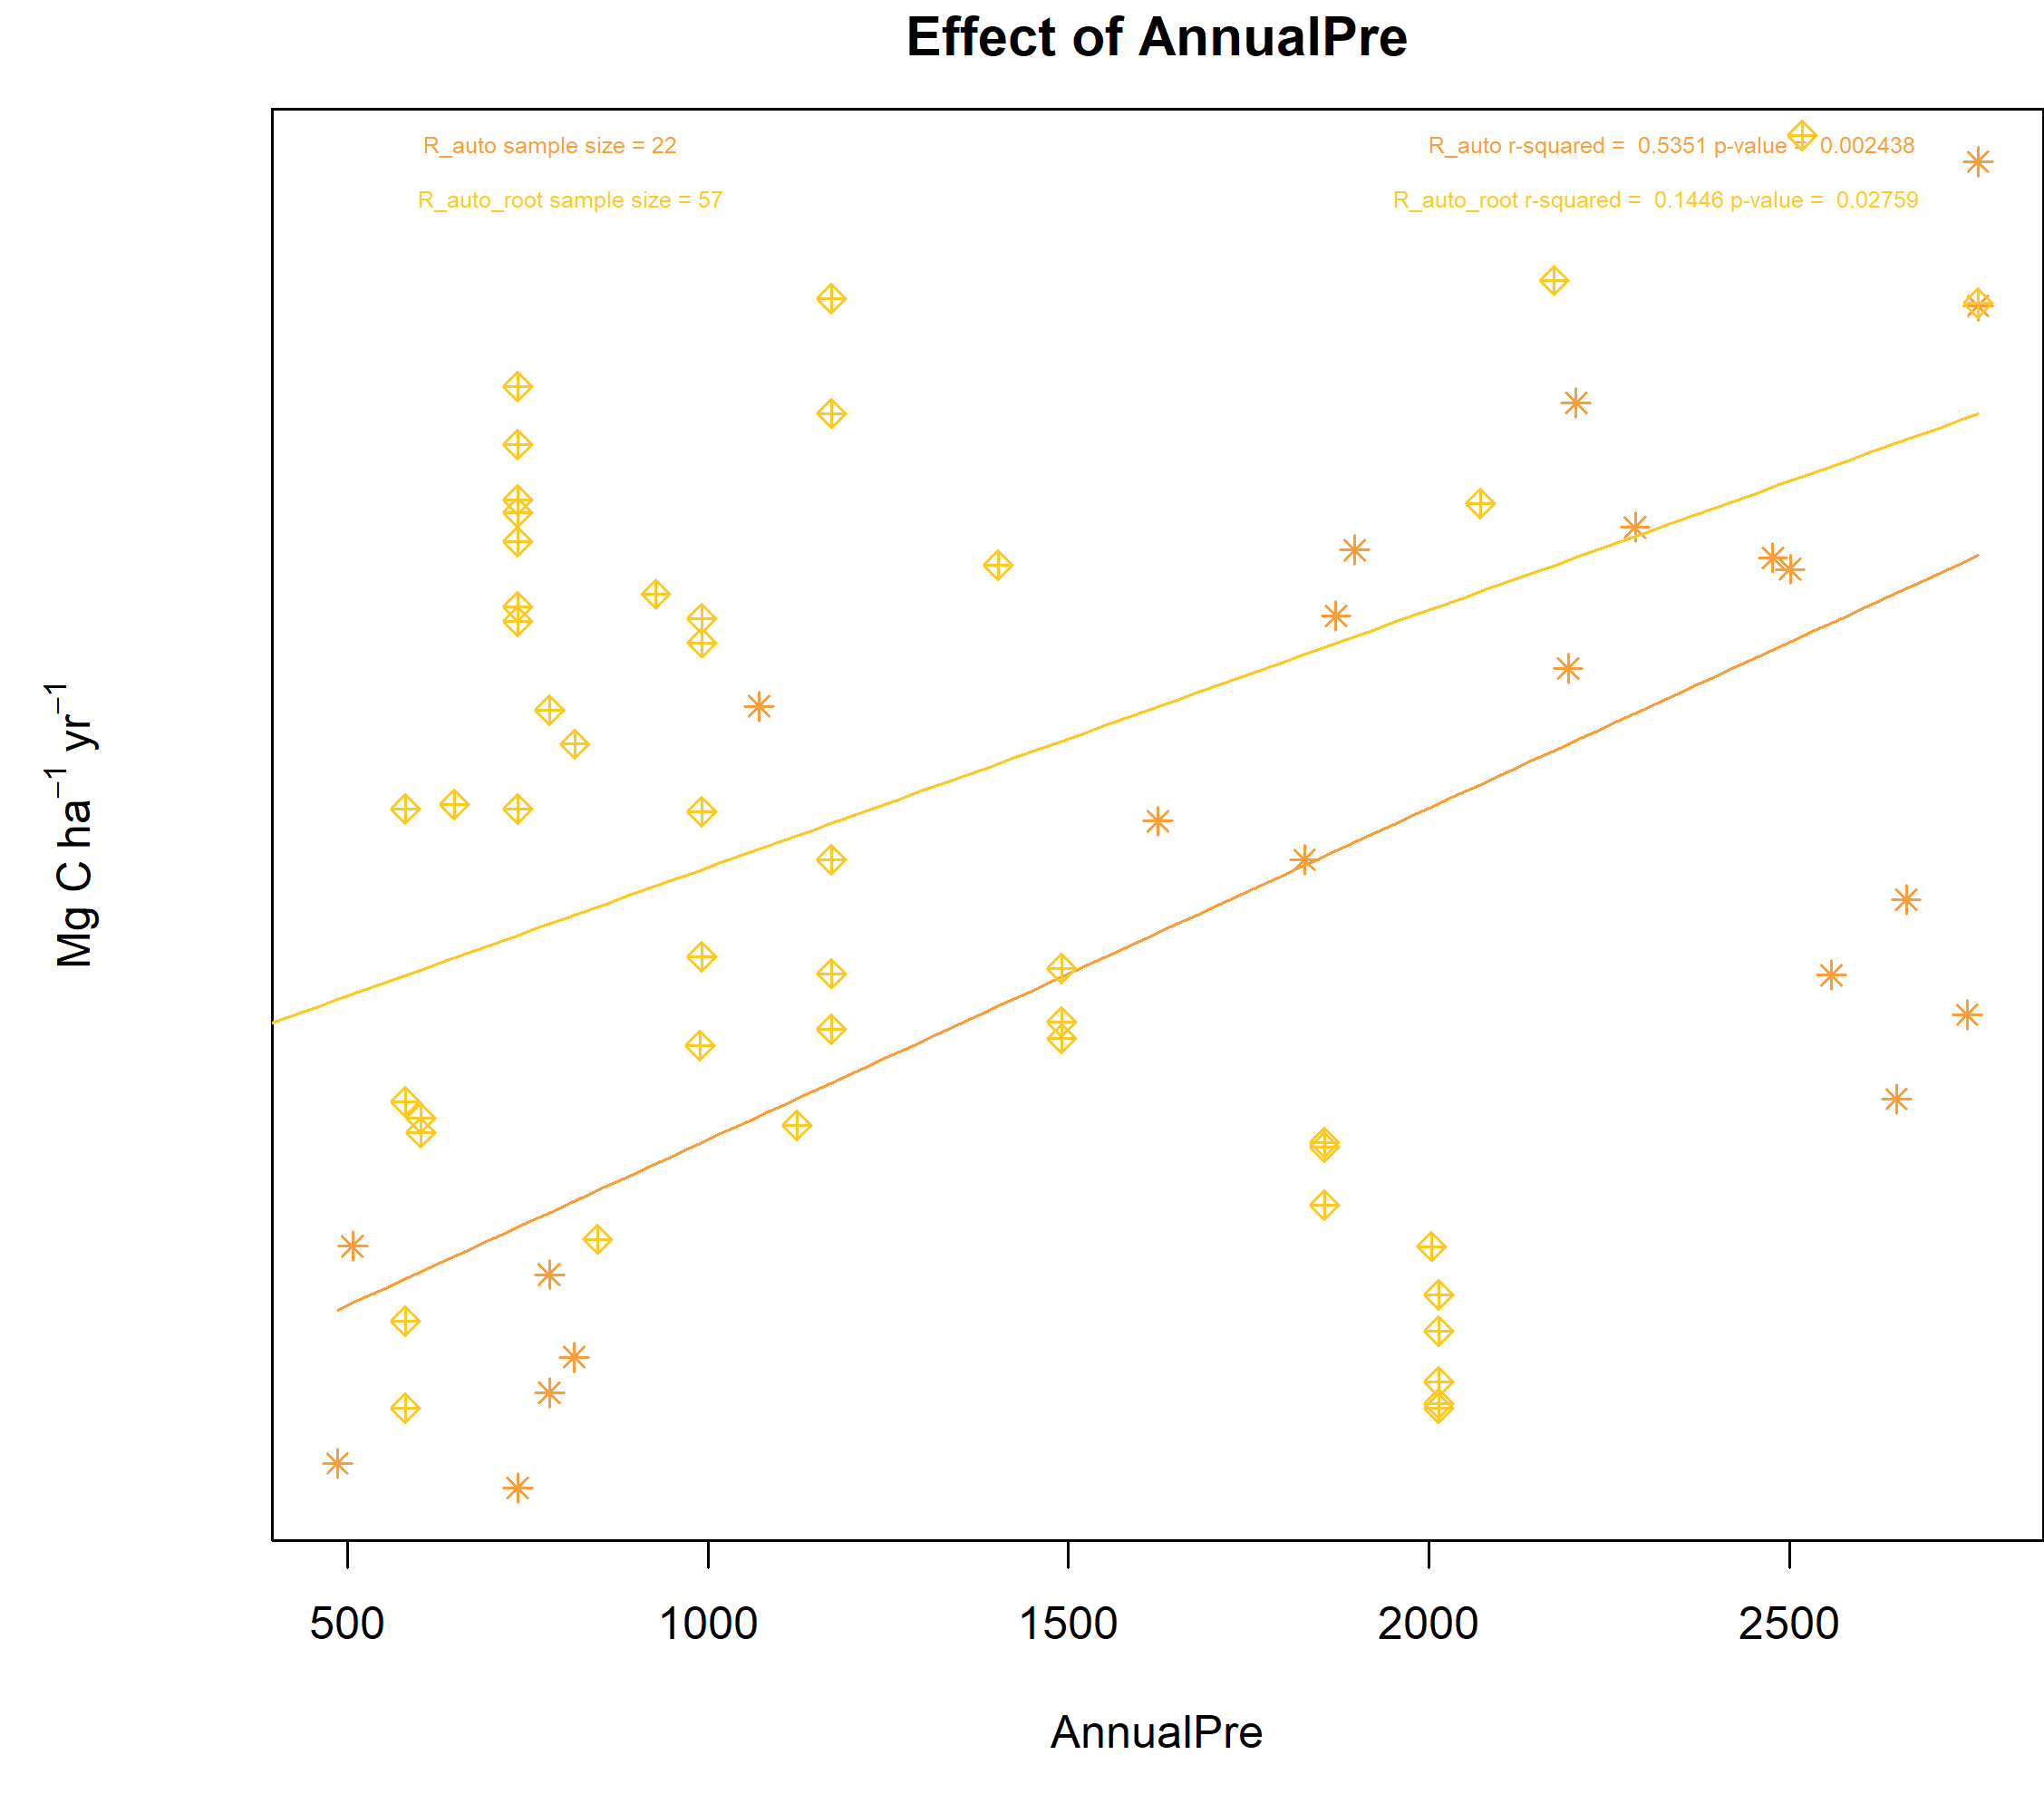 Effect of AnnualPre
R_auto sample size = 22
R_auto r-squared = 0.5351 p-value = 0.002438
R_auto_root sample size = 57
R_auto_root r-squared = 0.1446 p-value = 0.02759
Mg C ha⁻¹ yr⁻¹
500 1000 1500 2000 2500
AnnualPre